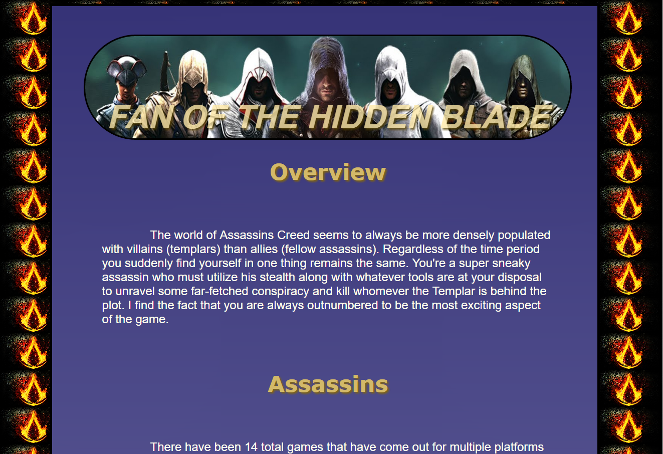 FAN OF THE HIDDEN BLADE
Overview
The world of Assassins Creed seems to always be more densely populated
with villains (templars) than allies (fellow assassins). Regardless of the time period
you suddenly find yourself in one thing remains the same. You're a super sneaky
assassin who must utilize his stealth along with whatever tools are at your disposal
to unravel some far-fetched conspiracy and kill whomever the Templar is behind the
plot. I find the fact that you are always outnumbered to be the most exciting aspect
of the game.
Assassins
There have been 14 total games that have come out for multiple platforms